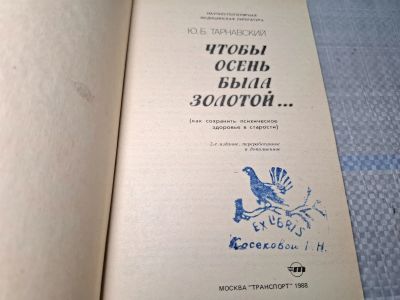 НАУЧНО-ПОПУЛЯРНАЯ
МЕДИЦИНСКАЯ ЛИТЕРАТУРА
Ю.Б. ТАРНАВСКИЙ
ЧТОБЫ
ОСЕНЬ
БЫЛА
ЗОЛОТОЙ...
(как сохранить психическое
здоровье в старости)
2-е издание, переработанное
и дополненное
EX LIBRIS
Косековой І. Н.
МОСКВА "ТРАНСПОРТ" 1988